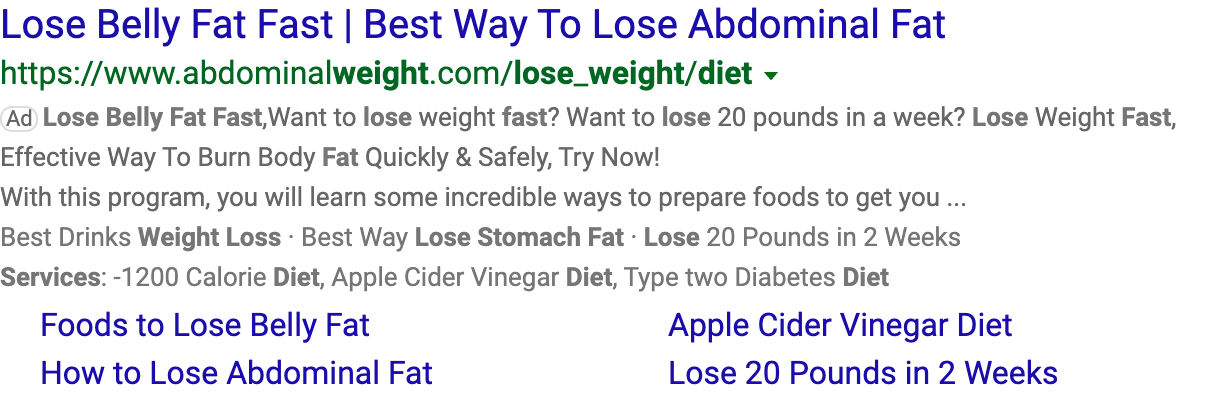 Lose Belly Fat Fast | Best Way To Lose Abdominal Fat
https://www.abdominalweight.com/lose_weight/diet
Ad Lose Belly Fat Fast,Want to lose weight fast? Want to lose 20 pounds in a week? Lose Weight Fast,
Effective Way To Burn Body Fat Quickly & Safely, Try Now!
With this program, you will learn some incredible ways to prepare foods to get you ...
Best Drinks Weight Loss · Best Way Lose Stomach Fat · Lose 20 Pounds in 2 Weeks
Services: -1200 Calorie Diet, Apple Cider Vinegar Diet, Type two Diabetes Diet
Foods to Lose Belly Fat
Apple Cider Vinegar Diet
How to Lose Abdominal Fat
Lose 20 Pounds in 2 Weeks